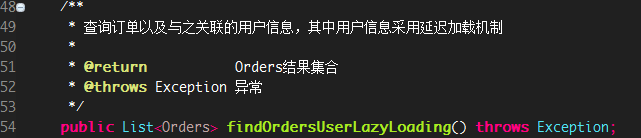 48 /**
49 * 查询订单以及与之关联的用户信息，其中用户信息采用延迟加载机制
50 *
51 * @return Orders结果集合
52 * @throws Exception 异常
53 */
54 public List<Orders> findOrdersUserLazyLoading() throws Exception;